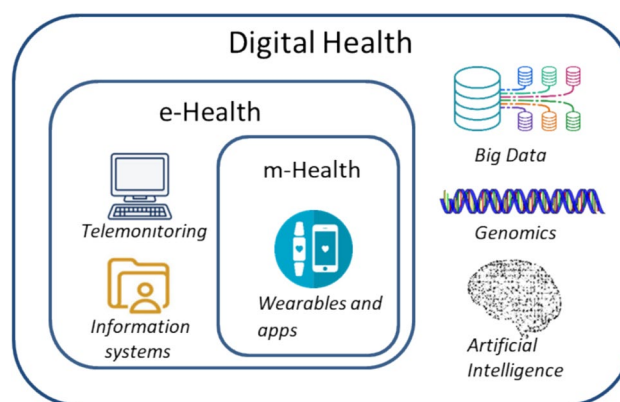 Digital Health
e-Health
m-Health
Telemonitoring
Information
systems
Wearables and
apps
Big Data
Genomics
Artificial
Intelligence